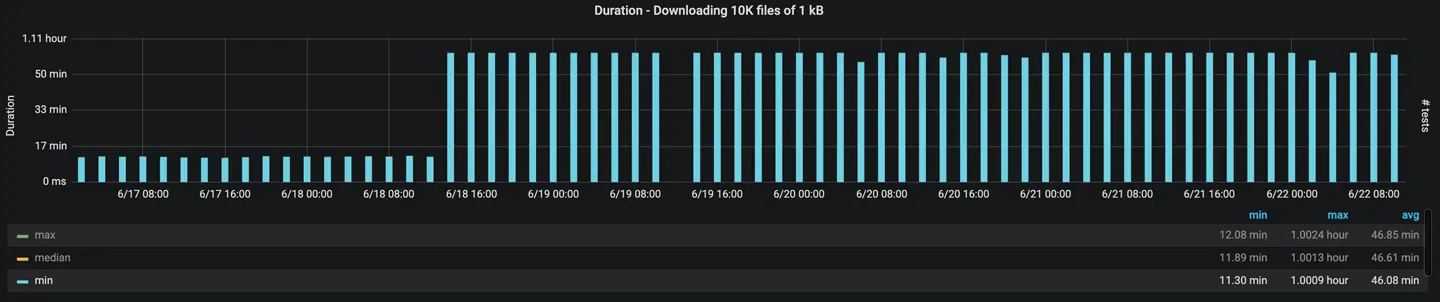 Duration - Downloading 10K files of 1 kB
1.11 hour
50 min
33 min
17 min
0 ms
Duration
# tests
6/17 08:00 6/17 16:00 6/18 00:00 6/18 08:00 6/18 16:00 6/19 00:00 6/19 08:00 6/19 16:00 6/20 00:00 6/20 08:00 6/20 16:00 6/21 00:00 6/21 08:00 6/21 16:00 6/22 00:00 6/22 08:00
min max avg
max 12.08 min 1.0024 hour 46.85 min
median 11.89 min 1.0013 hour 46.61 min
min 11.30 min 1.0009 hour 46.08 min